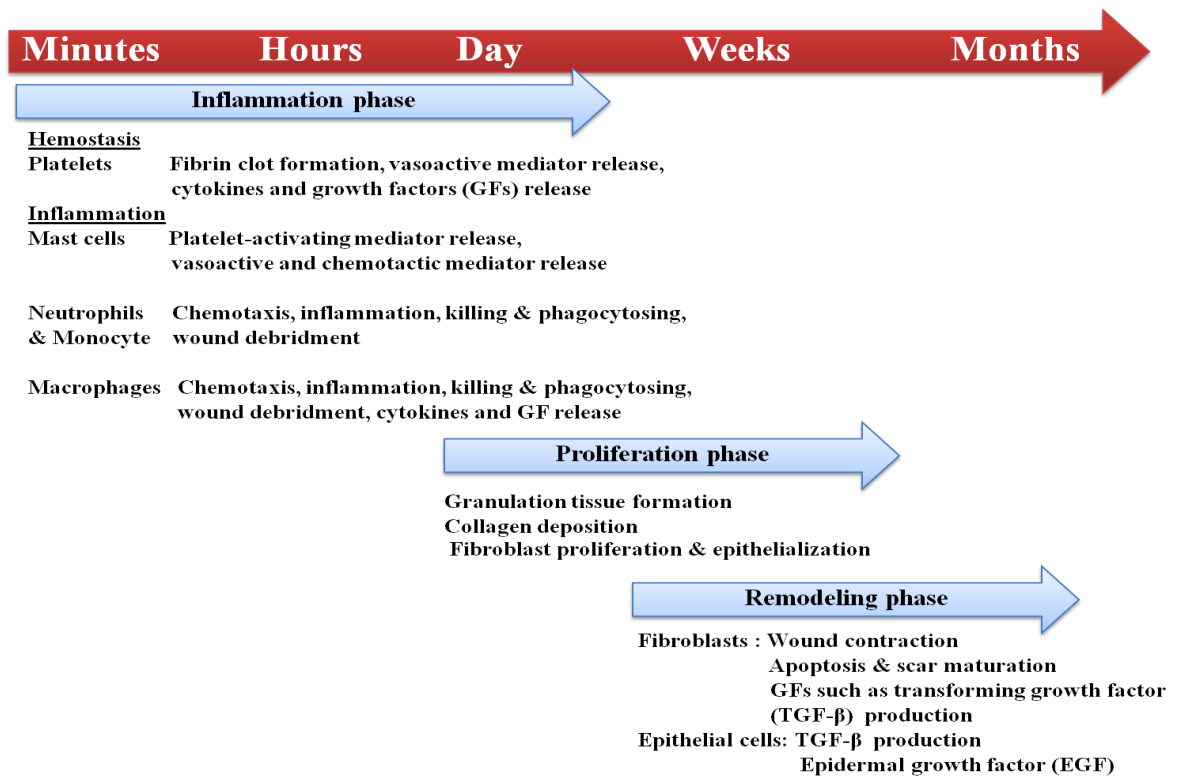 Minutes Hours Day Weeks Months
Inflammation phase
Hemostasis
Platelets Fibrin clot formation, vasoactive mediator release,
cytokines and growth factors (GFs) release
Inflammation
Mast cells Platelet-activating mediator release,
vasoactive and chemotactic mediator release
Neutrophils Chemotaxis, inflammation, killing & phagocytosing,
& Monocyte wound debridment
Macrophages Chemotaxis, inflammation, killing & phagocytosing,
wound debridment, cytokines and GF release
Proliferation phase
Granulation tissue formation
Collagen deposition
Fibroblast proliferation & epithelialization
Remodeling phase
Fibroblasts : Wound contraction
Apoptosis & scar maturation
GFs such as transforming growth factor
(TGF-β) production
Epithelial cells: TGF-β production
Epidermal growth factor (EGF)